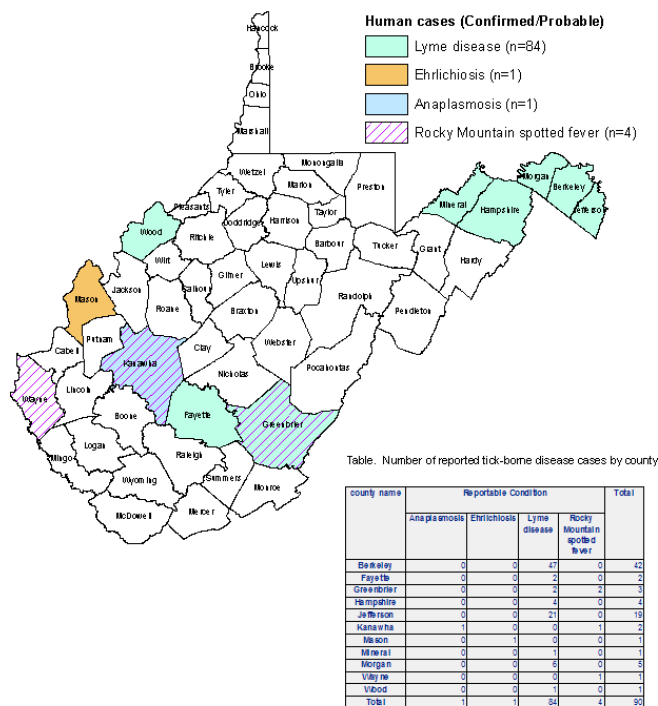 Human cases (Confirmed/Probable)
Lyme disease (n=84)
Ehrlichiosis (n=1)
Anaplasmosis (n=1)
Rocky Mountain spotted fever (n=4)
Hancock
Brooke
Ohio
Marshall
Wetzel
Monongalia
Marion
Preston
Tyler
Pleasants
Doddridge
Harrison
Taylor
Morgan
Berkeley
Jefferson
Mineral
Hampshire
Wood
Ritchie
Barbour
Tucker
Grant
Hardy
Wirt
Lewis
Gilmer
Upshur
Jackson
Calhoun
Mason
Roane
Braxton
Randolph
Pendleton
Putnam
Clay
Webster
Cabell
Kanawha
Nicholas
Pocahontas
Wayne
Lincoln
Boone
Fayette
Greenbrier
Logan
Mingo
Raleigh
Summers
Monroe
Wyoming
McDowell
Mercer
Table. Number of reported tick-borne disease cases by county
county name Reportable Condition Total
Anaplasmosis Ehrlichiosis Lyme disease Rocky Mountain spotted fever
Berkeley 0 0 47 0 42
Fayette 0 0 2 0 2
Greenbrier 0 0 2 2 3
Hampshire 0 0 4 0 4
Jefferson 0 0 21 0 19
Kanawha 1 0 0 1 2
Mason 0 1 0 0 1
Mineral 0 0 1 0 1
Morgan 0 0 6 0 5
Wayne 0 0 0 1 1
Wood 0 0 1 0 1
Total 1 1 84 4 90